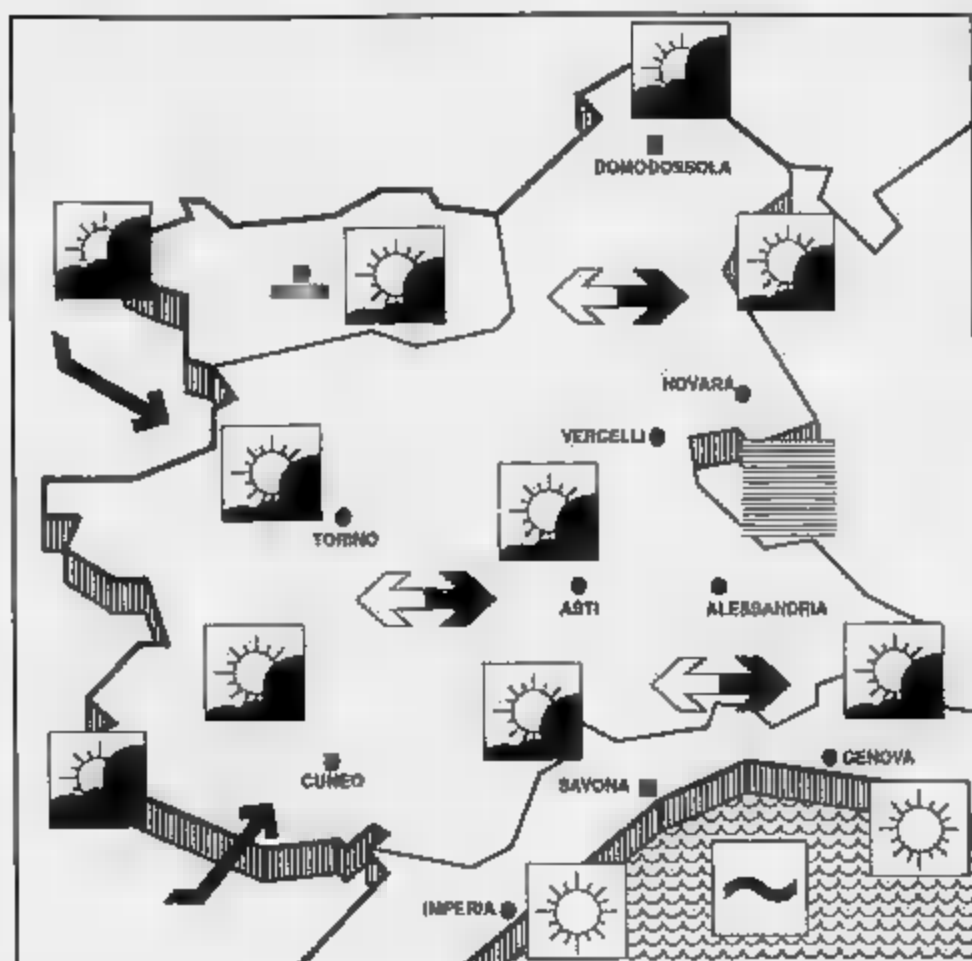 DOMODOSSOLA
NOVARA
VERCELLI
TORINO
ASTI
ALESSANDRIA
CUNEO
SAVONA
GENOVA
IMPERIA